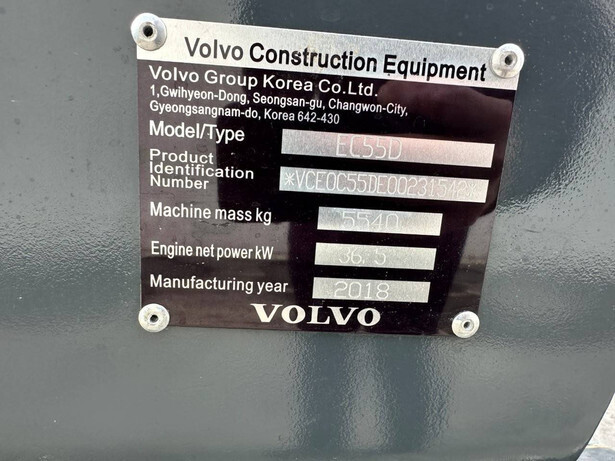 Volvo Construction Equipment
Volvo Group Korea Co.Ltd.
1,Gwihyeon-Dong, Seongsan-gu, Changwon-City,
Gyeongsangnam-do, Korea 642-430
Model/Type EC55D
Product
Identification
Number *VCE0C55DE00231542*
Machine mass kg 5540
Engine net power kW 36.5
Manufacturing year 2018
VOLVO